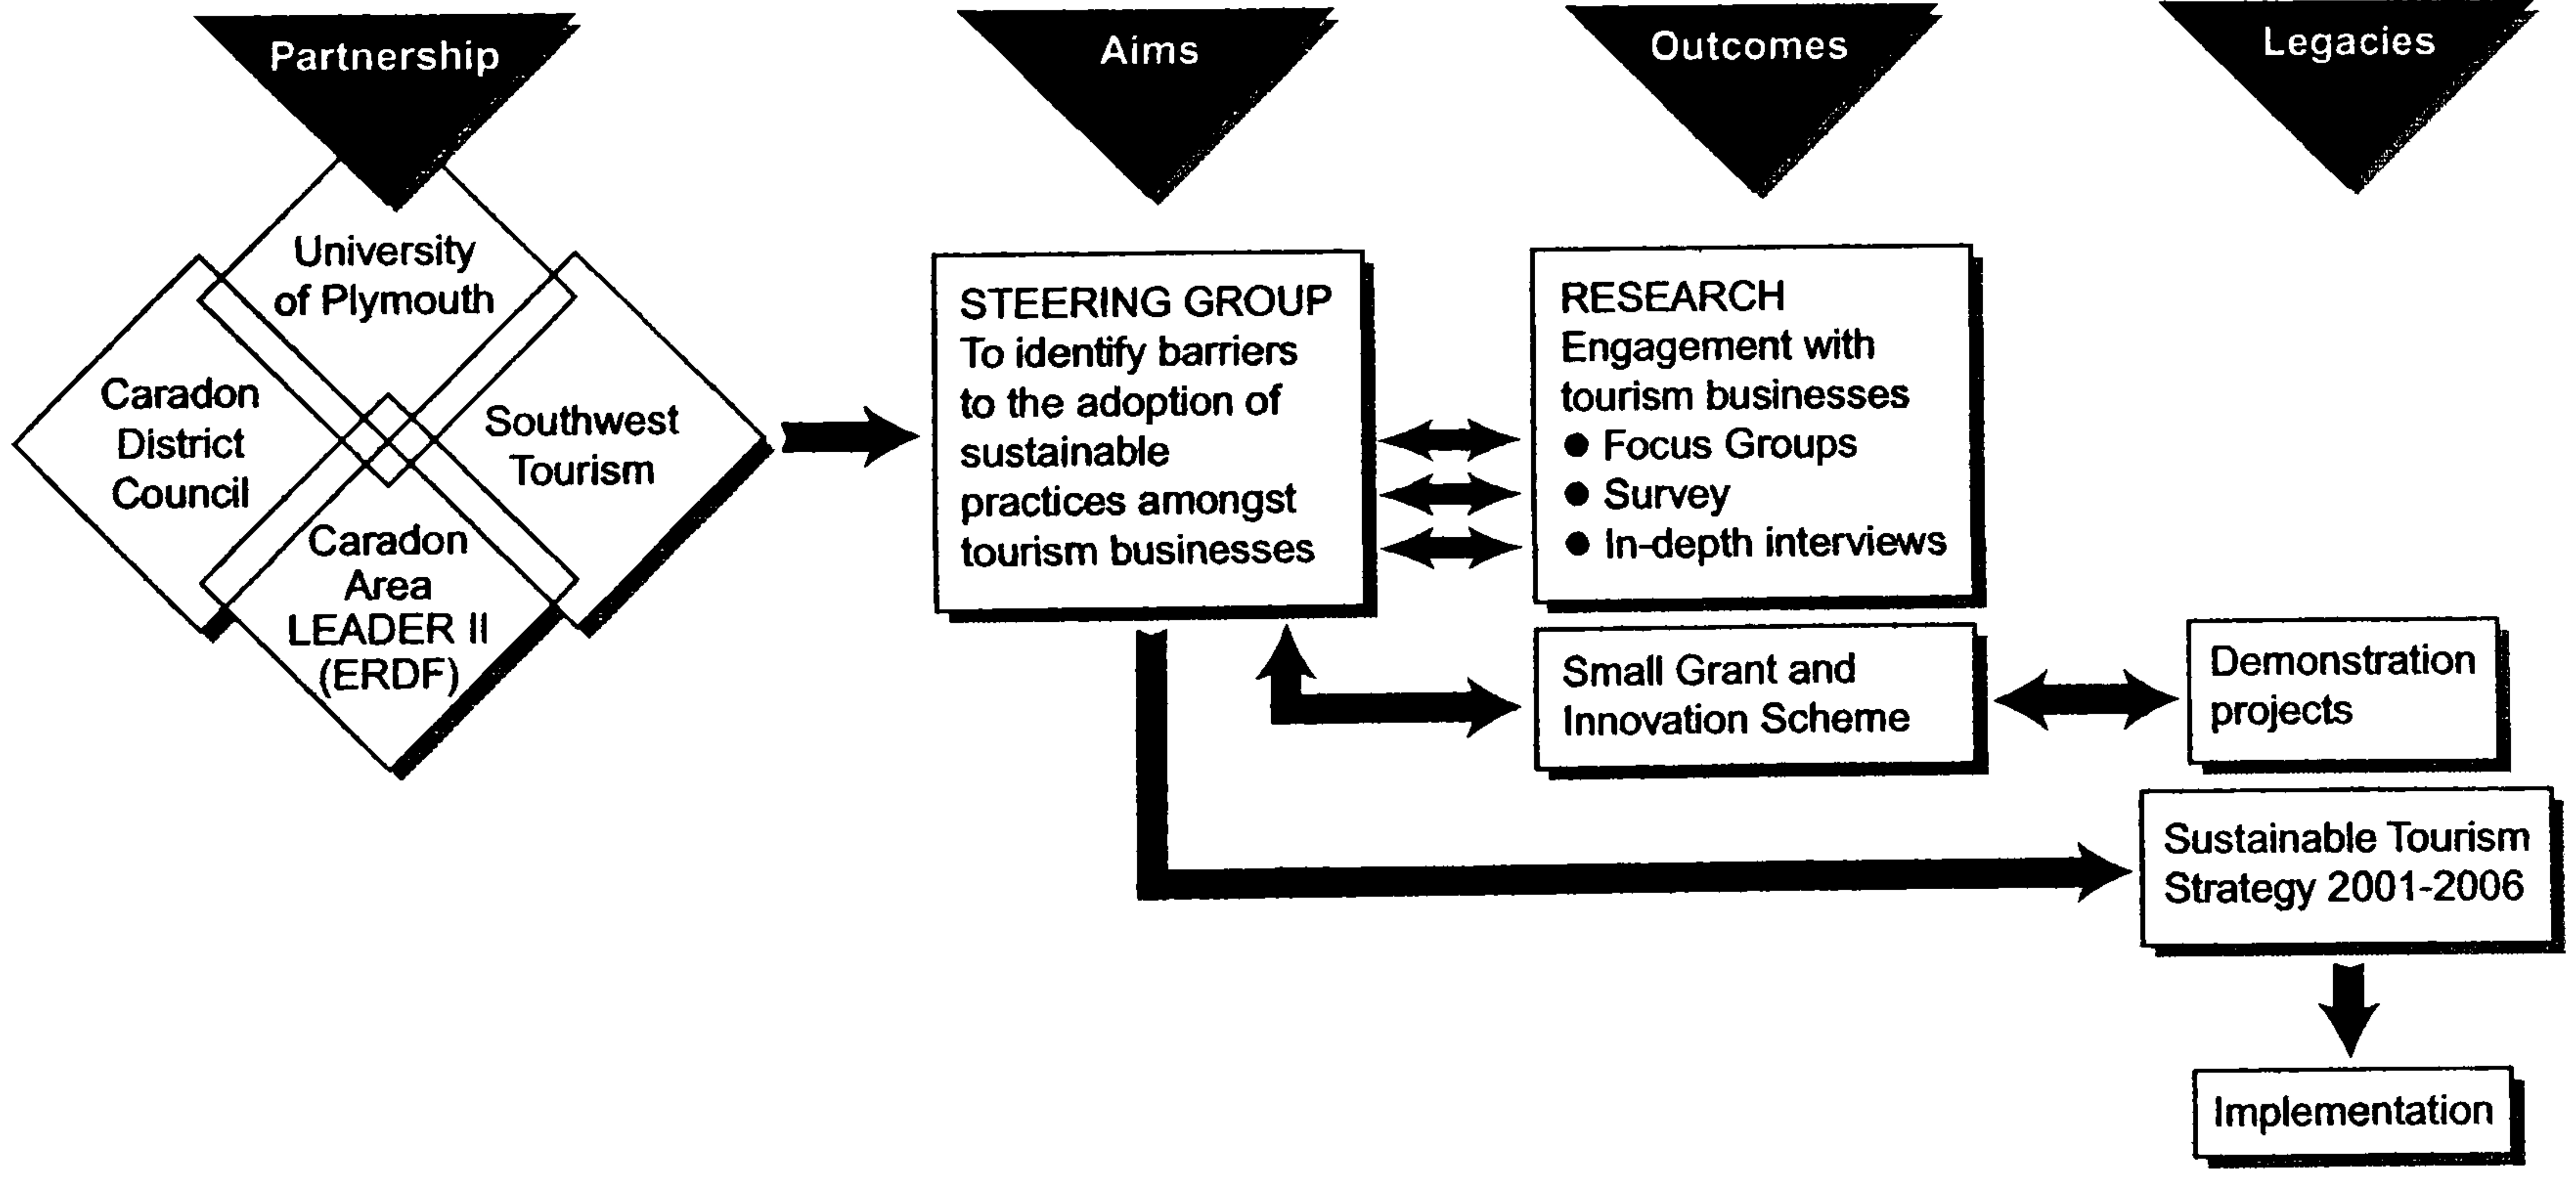 Partnership
Aims
Outcomes
Legacies
University
of Plymouth
Caradon
District
Council
Southwest
Tourism
Caradon
Area
LEADER II
(ERDF)
STEERING GROUP
To identify barriers
to the adoption of
sustainable
practices amongst
tourism businesses
RESEARCH
Engagement with
tourism businesses
● Focus Groups
● Survey
● In-depth interviews
Small Grant and
Innovation Scheme
Demonstration
projects
Sustainable Tourism
Strategy 2001-2006
Implementation